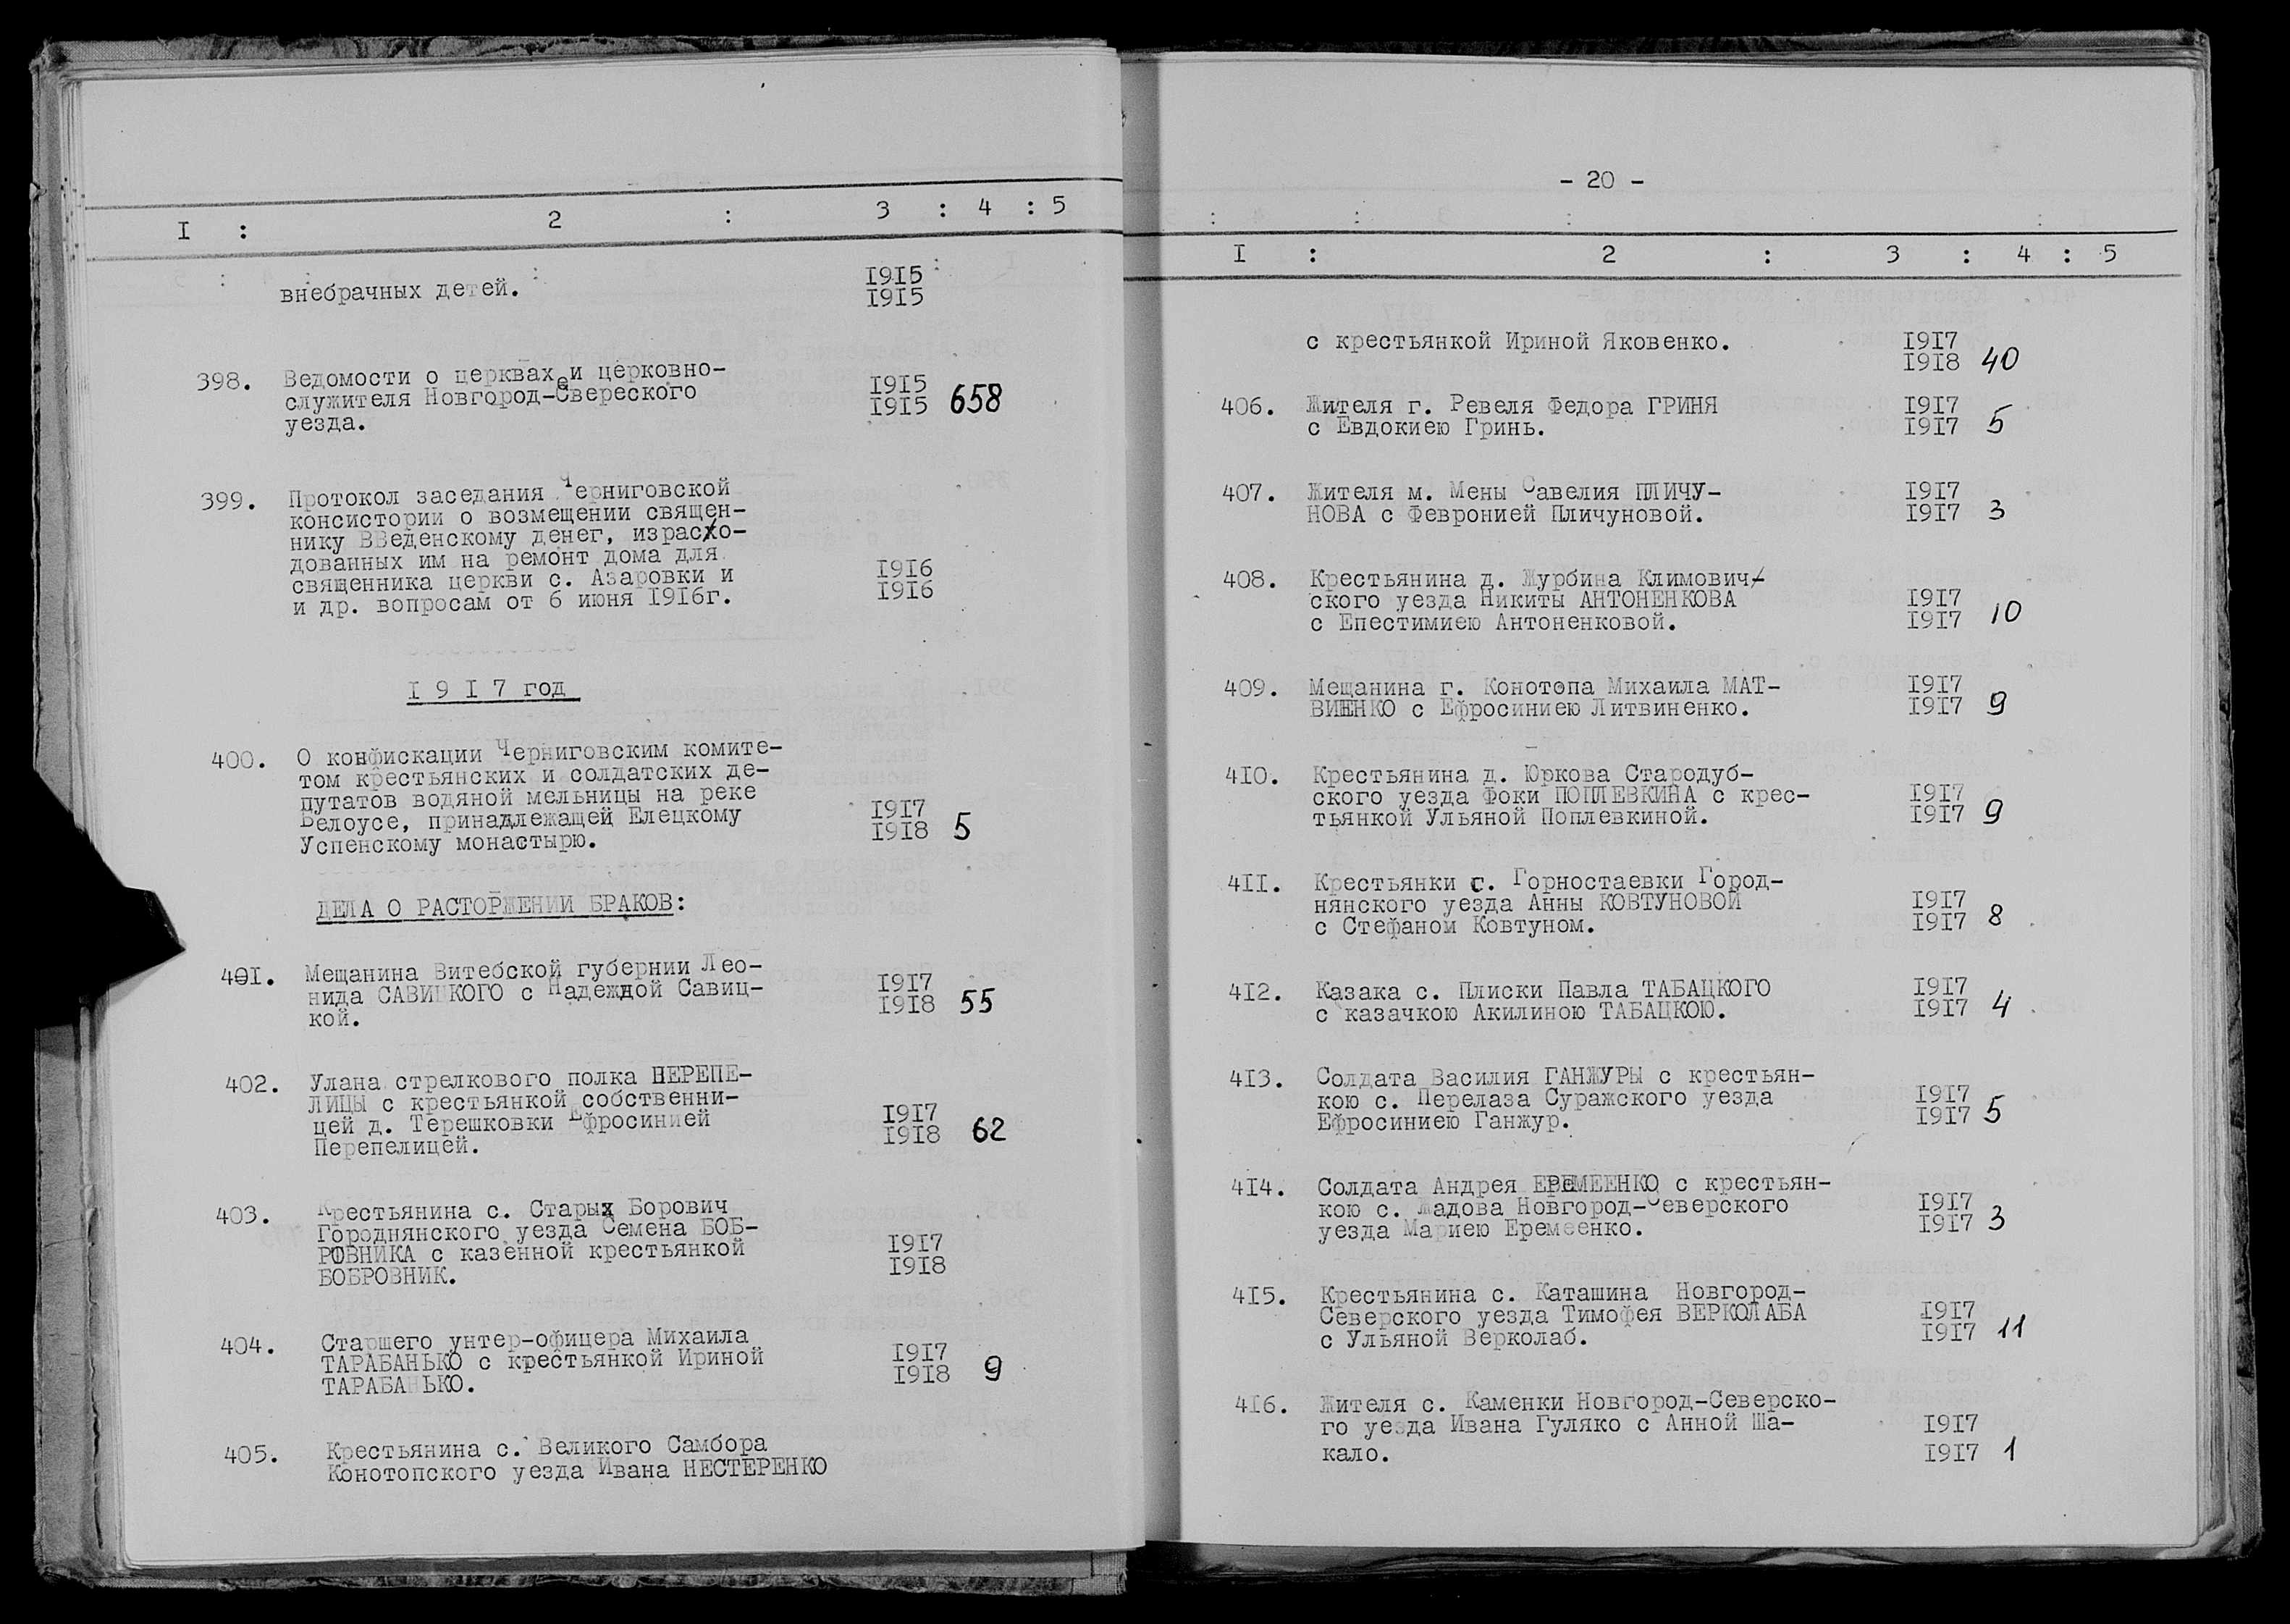 I : 2 : 3 : 4 : 5
внебрачных детей. 1915
1915
398. Ведомости о церквах и церковно-
служителя Новгород-Свереского 1915
уезда. 1915 658
399. Протокол заседания Черниговской
консистории о возмещении священ-
нику ВВеденскому денег, израсхо-
дованных им на ремонт дома для
священника церкви с. Азаровки и 1916
и др. вопросам от 6 июня 1916г. 1916
1917 год
400. О конфискации Черниговским комите-
том крестьянских и солдатских де-
путатов водяной мельницы на реке
Белоусе, принадлежащей Елецкому 1917
Успенскому монастырю. 1918 5
ДЕЛА О РАСТОРЖЕНИИ БРАКОВ:
401. Мещанина Витебской губернии Лео-
нида САВИЦКОГО с Надеждой Савиц- 1917
кой. 1918 55
402. Улана стрелкового полка ПЕРЕПЕ-
ЛИЦЫ с крестьянкой собственни-
цей д. Терешковки Ефросинией 1917
Перепелицей. 1918 62
403. Крестьянина с. Старых Борович
Городнянского уезда Семена БОБ-
РОВНИКА с казенной крестьянкой 1917
БОБРОВНИК. 1918
404. Старшего унтер-офицера Михаила
ТАРАБАНЬКО с крестьянкой Ириной 1917
ТАРАБАНЬКО. 1918 9
405. Крестьянина с. Великого Самбора
Конотопского уезда Ивана НЕСТЕРЕНКО
- 20 -
I : 2 : 3 : 4 : 5
с крестьянкой Ириной Яковенко. 1917
1918 40
406. Жителя г. Ревеля Федора ГРИНЯ 1917
с Евдокиею Гринь. 1917 5
407. Жителя м. Мены Савелия ПЛИЧУ- 1917
НОВА с Февронией Пличуновой. 1917 3
408. Крестьянина д. Журбина Климович-
ского уезда Никиты АНТОНЕНКОВА 1917
с Епестимиею Антоненковой. 1917 10
409. Мещанина г. Конотопа Михаила МАТ- 1917
ВИЕНКО с Ефросиниею Литвиненко. 1917 9
410. Крестьянина д. Юркова Стародуб-
ского уезда Фоки ПОПЛЕВКИНА с крес- 1917
тьянкой Ульяной Поплевкиной. 1917 9
411. Крестьянки с. Горностаевки Город-
нянского уезда Анны КОВТУНОВОЙ 1917
с Стефаном Ковтуном. 1917 8
412. Казака с. Плиски Павла ТАБАЦКОГО 1917
с казачкою Акилиною ТАБАЦКОЮ. 1917 4
413. Солдата Василия ГАНЖУРЫ с крестьян-
кою с. Перелаза Суражского уезда 1917
Ефросиниею Ганжур. 1917 5
414. Солдата Андрея ЕРЕМЕЕНКО с крестьян-
кою с. Жадова Новгород-Северского 1917
уезда Мариею Еремеенко. 1917 3
415. Крестьянина с. Каташина Новгород-
Северского уезда Тимофея ВЕРКОЛАБА 1917
с Ульяной Верколаб. 1917 11
416. Жителя с. Каменки Новгород-Северско-
го уезда Ивана Гуляко с Анной Ша- 1917
кало. 1917 1